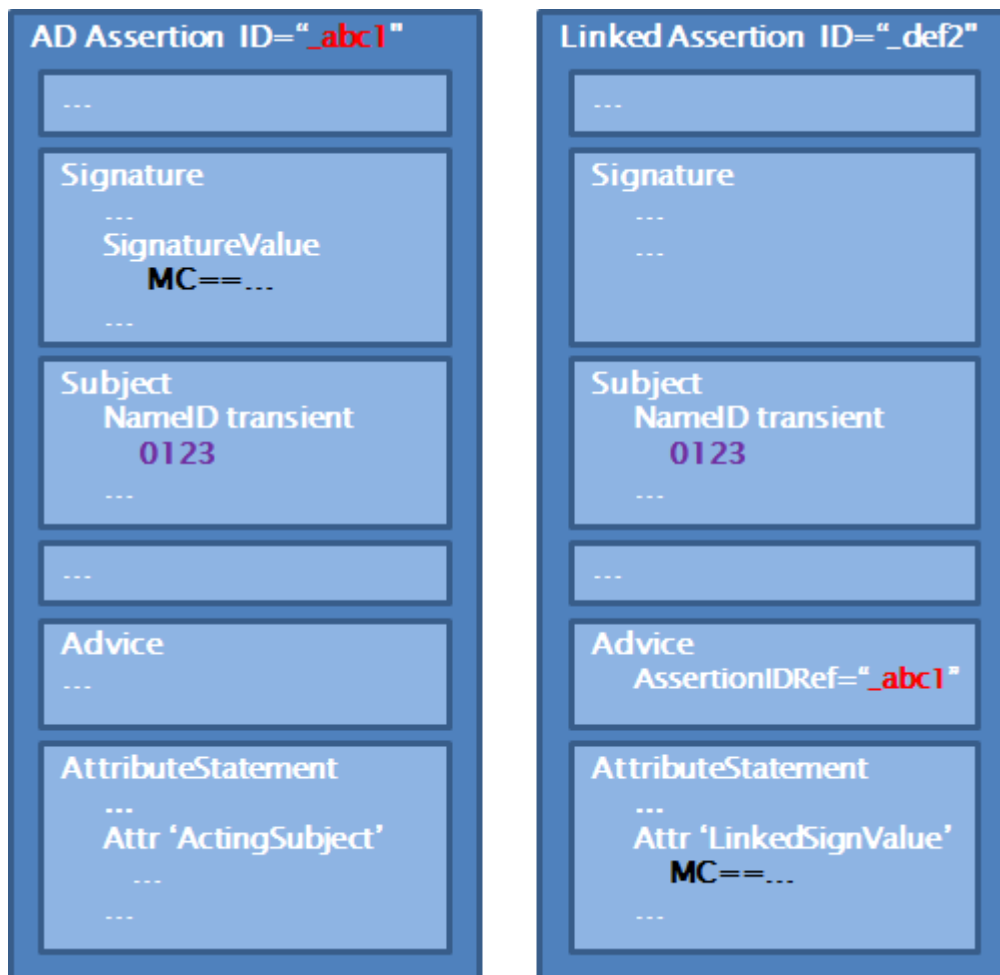 AD Assertion ID=“_abc1"
...
Signature
...
SignatureValue
MC==...
...
Subject
NameID transient
0123
...
...
Advice
...
AttributeStatement
...
Attr ‘ActingSubject’
...
...
Linked Assertion ID=“_def2"
...
Signature
...
...
Subject
NameID transient
0123
...
...
Advice
AssertionIDRef=“_abc1"
AttributeStatement
...
Attr ‘LinkedSignValue’
MC==...
...